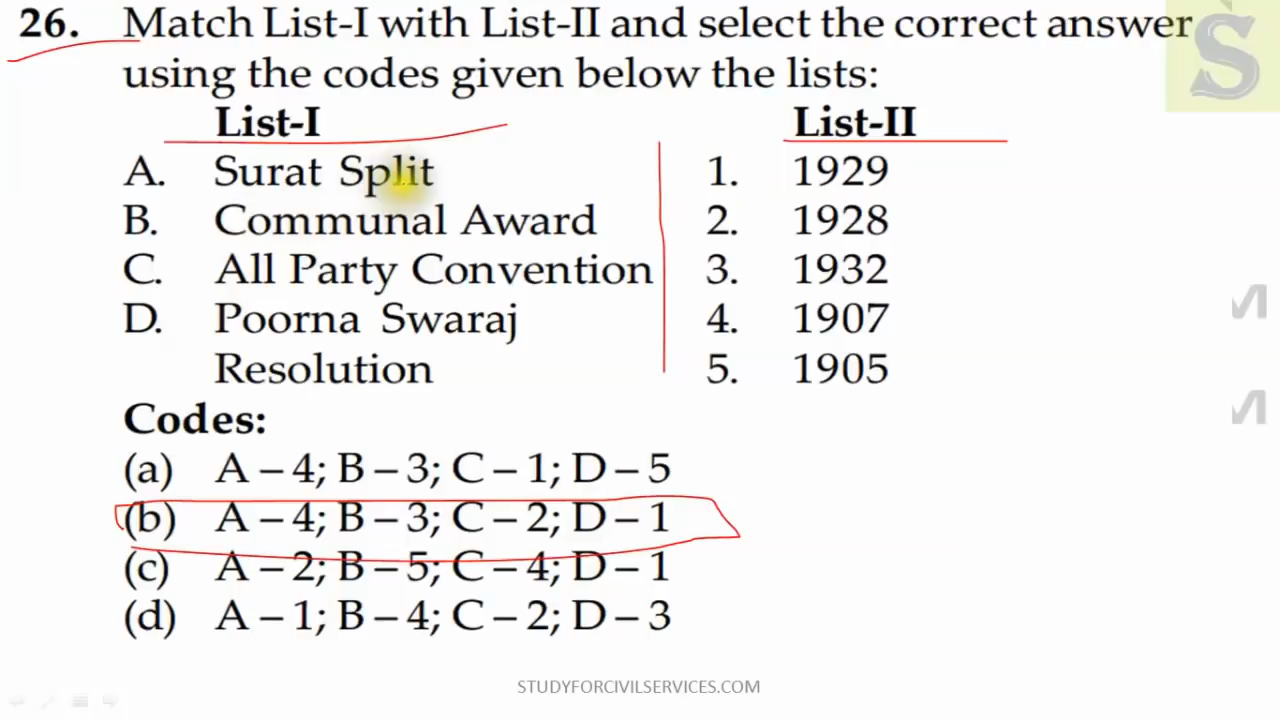 26. Match List-I with List-II and select the correct answer
using the codes given below the lists:
List-I List-II
A. Surat Split 1. 1929
B. Communal Award 2. 1928
C. All Party Convention 3. 1932
D. Poorna Swaraj 4. 1907
Resolution 5. 1905
Codes:
(a) A – 4; B – 3; C – 1; D – 5
(b) A – 4; B – 3; C – 2; D – 1
(c) A – 2; B – 5; C – 4; D – 1
(d) A – 1; B – 4; C – 2; D – 3
STUDYFORCIVILSERVICES.COM